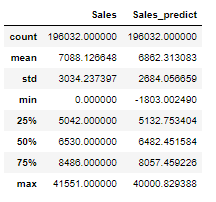 Sales Sales_predict
count 196032.000000 196032.000000
mean 7088.126648 6862.313083
std 3034.237397 2684.056659
min 0.000000 -1803.002490
25% 5042.000000 5132.753404
50% 6530.000000 6482.451584
75% 8486.000000 8057.459226
max 41551.000000 40000.829388